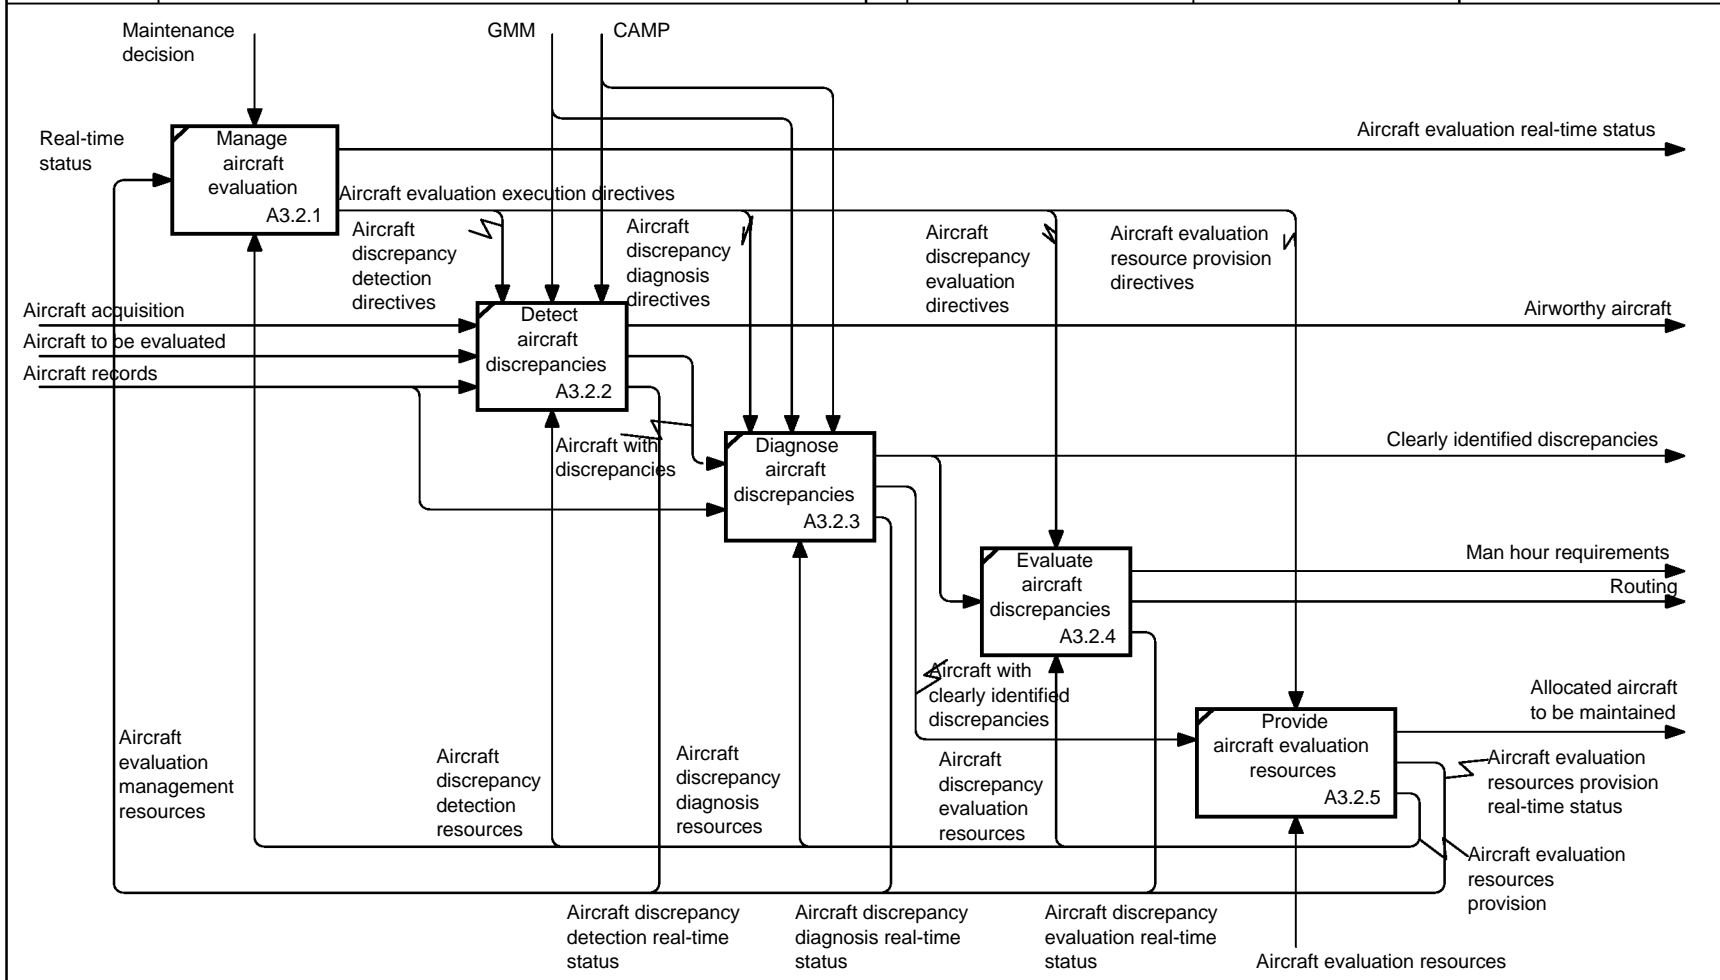 Maintenance
decision
GMM
CAMP
Real-time
status
Manage
aircraft
evaluation
A3.2.1
Aircraft evaluation real-time status
Aircraft evaluation execution directives
Aircraft
discrepancy
detection
directives
Aircraft
discrepancy
diagnosis
directives
Aircraft
discrepancy
evaluation
directives
Aircraft evaluation
resource provision
directives
Aircraft acquisition
Aircraft to be evaluated
Aircraft records
Detect
aircraft
discrepancies
A3.2.2
Airworthy aircraft
Aircraft with
discrepancies
Diagnose
aircraft
discrepancies
A3.2.3
Clearly identified discrepancies
Evaluate
aircraft
discrepancies
A3.2.4
Man hour requirements
Routing
Aircraft with
clearly identified
discrepancies
Provide
aircraft evaluation
resources
A3.2.5
Allocated aircraft
to be maintained
Aircraft
evaluation
management
resources
Aircraft
discrepancy
detection
resources
Aircraft
discrepancy
diagnosis
resources
Aircraft
discrepancy
evaluation
resources
Aircraft evaluation
resources provision
real-time status
Aircraft evaluation
resources
provision
Aircraft discrepancy
detection real-time
status
Aircraft discrepancy
diagnosis real-time
status
Aircraft discrepancy
evaluation real-time
status
Aircraft evaluation resources